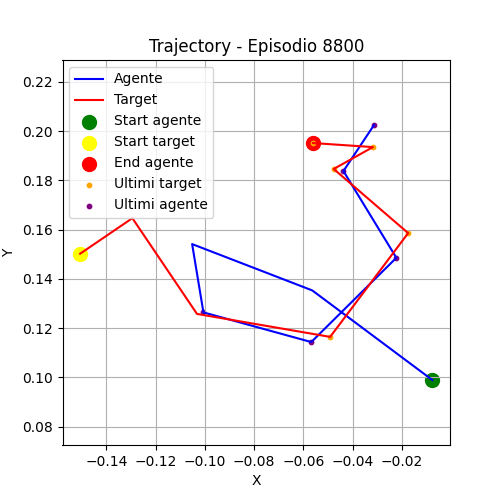 Trajectory - Episodio 8800
Agente
Target
Start agente
Start target
End agente
Ultimi target
Ultimi agente
0.22
0.20
0.18
0.16
0.14
0.12
0.10
0.08
Y
−0.14 −0.12 −0.10 −0.08 −0.06 −0.04 −0.02
X